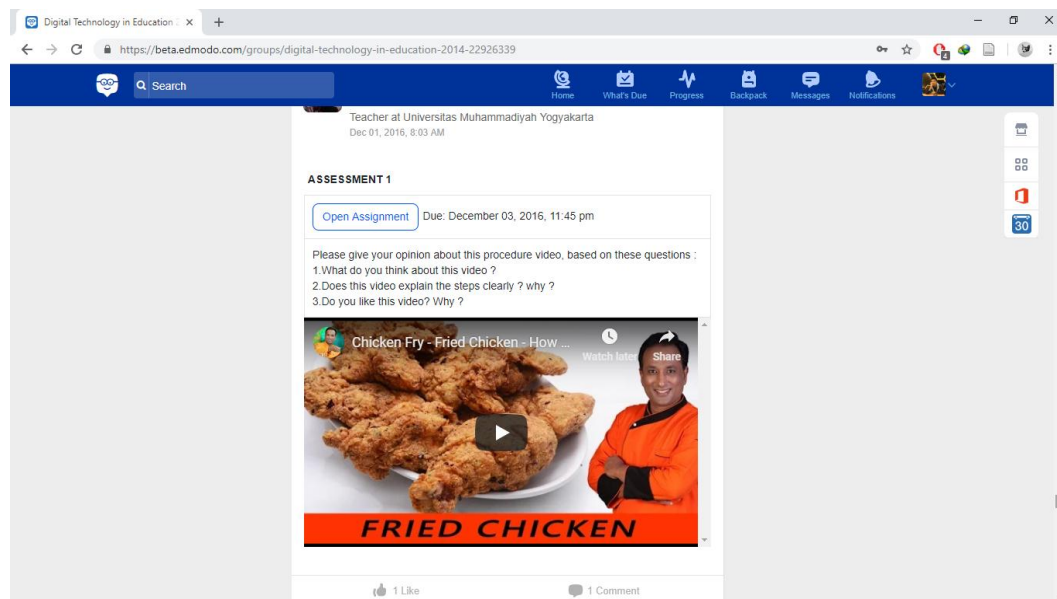 Digital Technology in Education
https://beta.edmodo.com/groups/digital-technology-in-education-2014-22926339
4
Search
Home
What's Due
Progress
Backpack
Messages
Notifications
Teacher at Universitas Muhammadiyah Yogyakarta
Dec 01, 2016, 8:03 AM
30
ASSESSMENT 1
Open Assignment
Due: December 03, 2016, 11:45 pm
Please give your opinion about this procedure video, based on these questions :
1.What do you think about this video ?
2.Does this video explain the steps clearly ? why ?
3.Do you like this video? Why ?
Chicken Fry - Fried Chicken - How ...
Watch later
Share
FRIED CHICKEN
1 Like
1 Comment